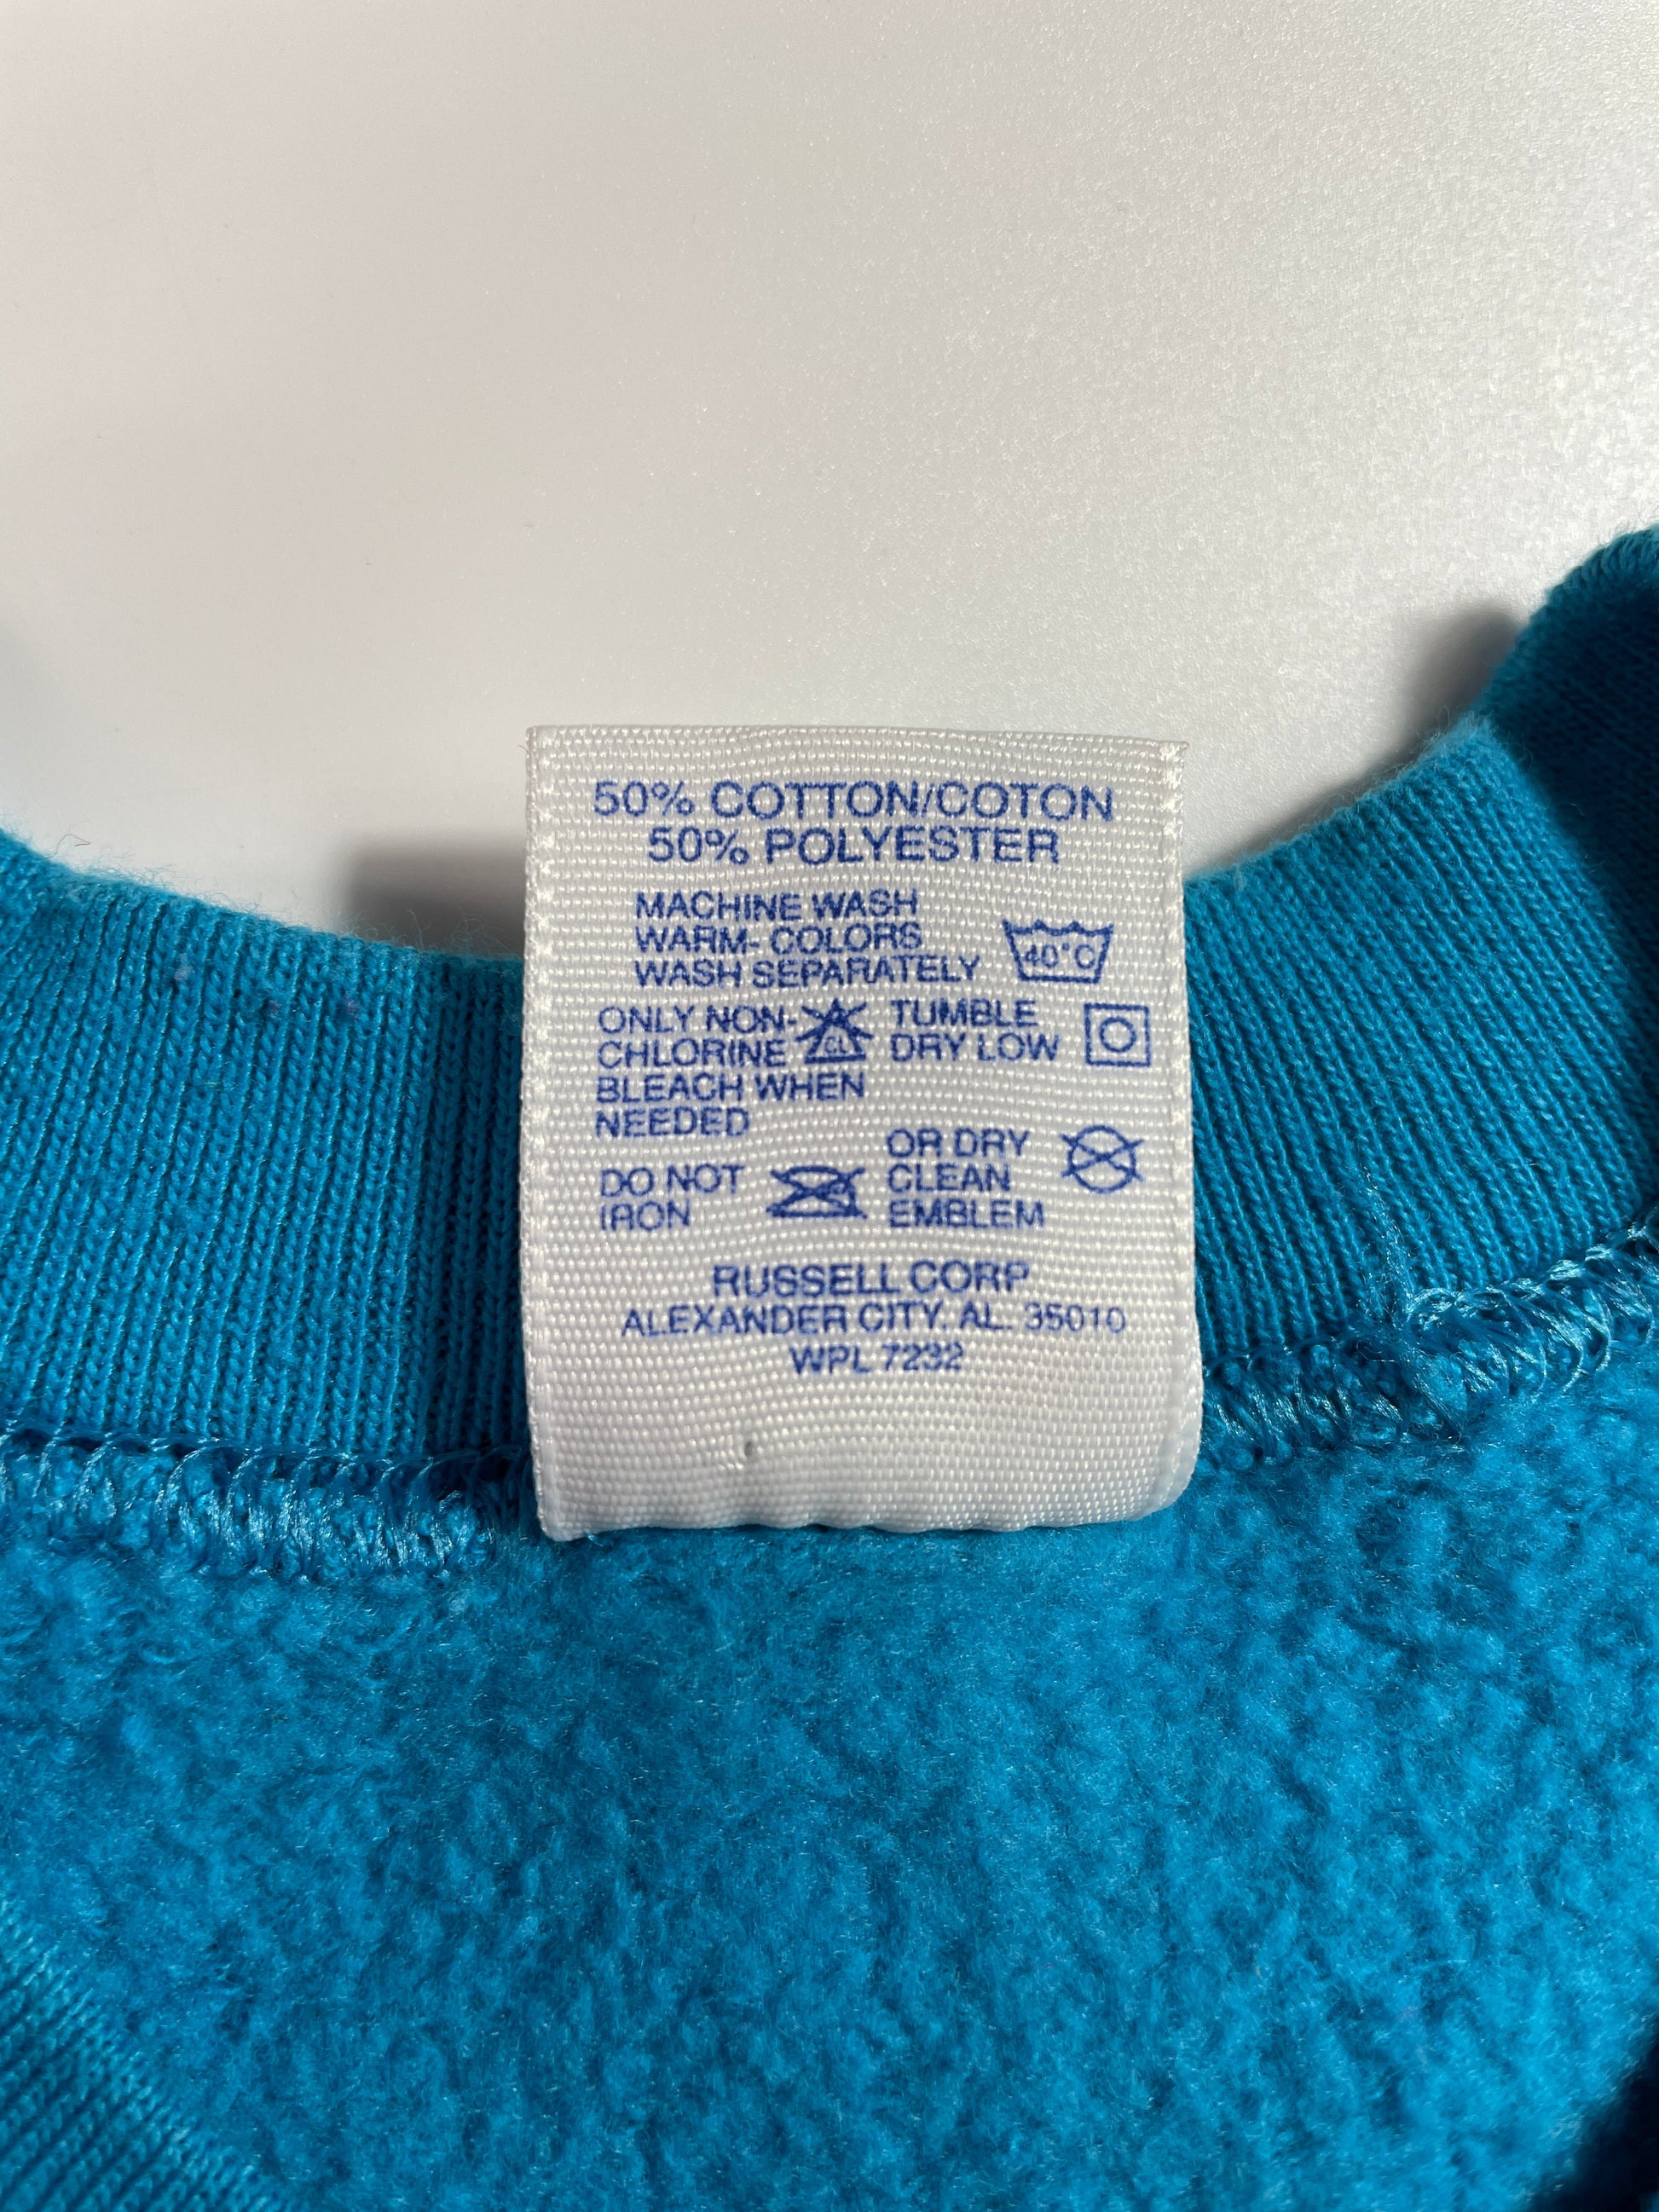 50% COTTON/COTON
50% POLYESTER
MACHINE WASH
WARM- COLORS
WASH SEPARATELY
40°C
ONLY NON-
CHLORINE
BLEACH WHEN
NEEDED
CL
TUMBLE
DRY LOW
DO NOT
IRON
OR DRY
CLEAN
EMBLEM
RUSSELL CORP
ALEXANDER CITY, AL. 35010
WPL 7232